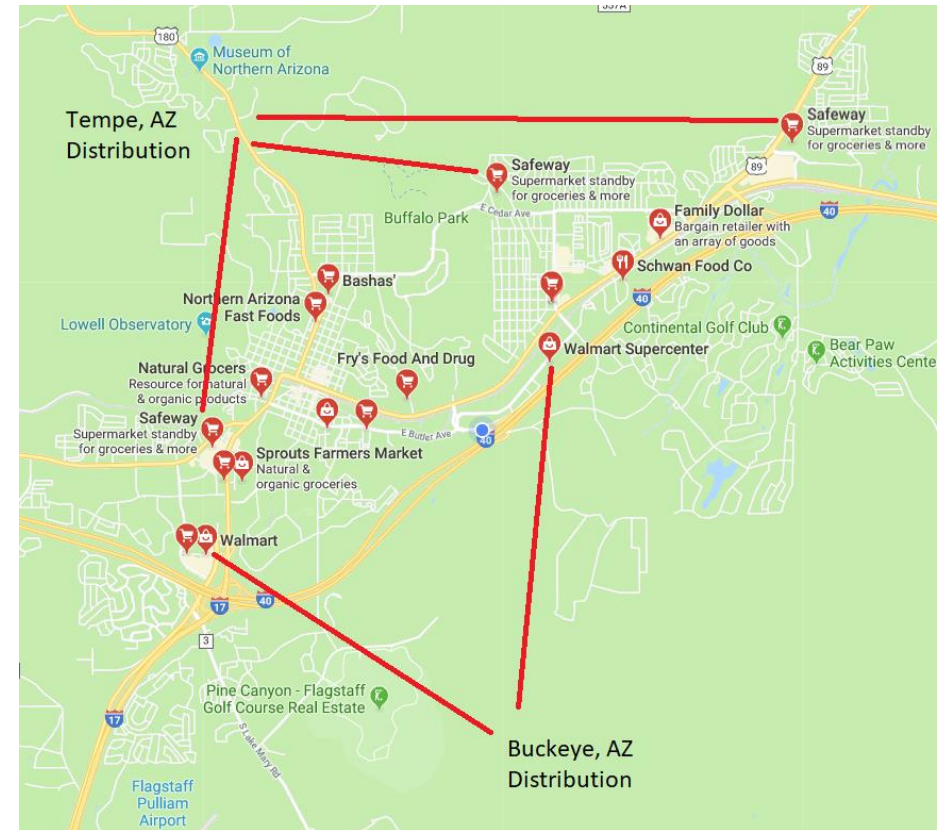 337A
180
Museum of
Northern Arizona
89
Tempe, AZ
Distribution
Safeway
Supermarket standby
for groceries & more
Safeway
Supermarket standby
for groceries & more
89
E Cedar Ave
Buffalo Park
Family Dollar
Bargain retailer with
an array of goods
40
Schwan Food Co
Bashas'
Northern Arizona
Fast Foods
40
Lowell Observatory
Continental Golf Club
Walmart Supercenter
Bear Paw
Activities Cente
Fry's Food And Drug
Natural Grocers
Resource for natural
& organic products
Safeway
Supermarket standby
for groceries & more
E Butler Ave
40
Sprouts Farmers Market
Natural &
organic groceries
Walmart
17
40
3
Pine Canyon - Flagstaff
Golf Course Real Estate
17
S Lake Mary Rd
Buckeye, AZ
Distribution
Flagstaff
Pulliam
Airport